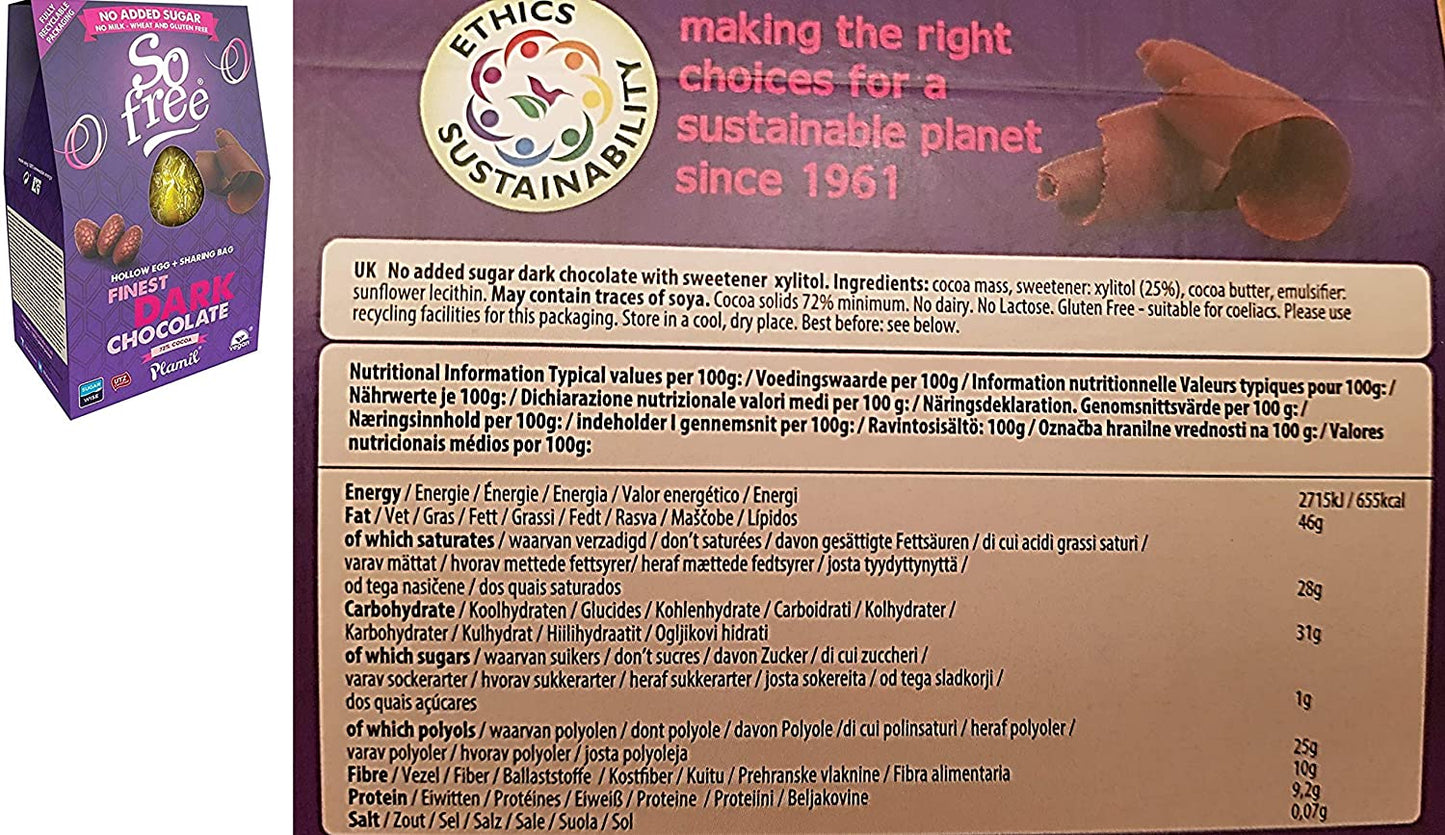 FULLY
RECYCLABLE
PACKAGING
NO ADDED SUGAR
NO MILK - WHEAT AND GLUTEN FREE
So
free®
HOLLOW EGG + SHARING BAG
FINEST
DARK
CHOCOLATE
72% COCOA
Plamil®
SUGAR
WISE
UTZ
vegan
ETHICS
SUSTAINABILITY
making the right
choices for a
sustainable planet
since 1961
UK No added sugar dark chocolate with sweetener xylitol. Ingredients: cocoa mass, sweetener: xylitol (25%), cocoa butter, emulsifier:
sunflower lecithin. May contain traces of soya. Cocoa solids 72% minimum. No dairy. No Lactose. Gluten Free - suitable for coeliacs. Please use
recycling facilities for this packaging. Store in a cool, dry place. Best before: see below.
Nutritional Information Typical values per 100g: / Voedingswaarde per 100g / Information nutritionnelle Valeurs typiques pour 100g: /
Nährwerte je 100g: / Dichiarazione nutrizionale valori medi per 100 g: / Näringsdeklaration. Genomsnittsvärde per 100 g: /
Næringsinnhold per 100g: / indeholder I gennemsnit per 100g: / Ravintosisältö: 100g / Označba hranilne vrednosti na 100 g: / Valores
nutricionais médios por 100g:
Energy / Energie / Énergie / Energia / Valor energético / Energi 2715kJ / 655kcal
Fat / Vet / Gras / Fett / Grassi / Fedt / Rasva / Maščobe / Lípidos 46g
of which saturates / waarvan verzadigd / don't saturées / davon gesättigte Fettsäuren / di cui acidi grassi saturi /
varav mättat / hvorav mettede fettsyrer/ heraf mættede fedtsyrer / josta tyydyttynyttä /
od tega nasičene / dos quais saturados 28g
Carbohydrate / Koolhydraten / Glucides / Kohlenhydrate / Carboidrati / Kolhydrater /
Karbohydrater / Kulhydrat / Hiilihydraatit / Ogljikovi hidrati 31g
of which sugars / waarvan suikers / don't sucres / davon Zucker / di cui zuccheri /
varav sockerarter / hvorav sukkerarter / heraf sukkerarter / josta sokereita / od tega sladkorji /
dos quais açúcares 1g
of which polyols / waarvan polyolen / dont polyole / davon Polyole /di cui polinsaturi / heraf polyoler /
varav polyoler / hvorav polyoler / josta polyoleja 25g
Fibre / Vezel / Fiber / Ballaststoffe / Kostfiber / Kuitu / Prehranske vlaknine / Fibra alimentaria 10g
Protein / Eiwitten / Protéines / Eiweiß / Proteine / Proteiini / Beljakovine 9,2g
Salt / Zout / Sel / Salz / Sale / Suola / Sol 0,07g